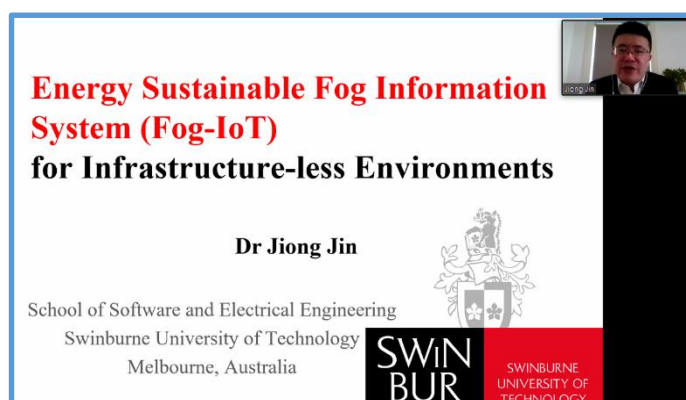 Energy Sustainable Fog Information
System (Fog-IoT)
for Infrastructure-less Environments
Jiong Jin
Dr Jiong Jin
School of Software and Electrical Engineering
Swinburne University of Technology
Melbourne, Australia
SWIN
BUR
SWINBURNE
UNIVERSITY OF
TECHNOLOGY